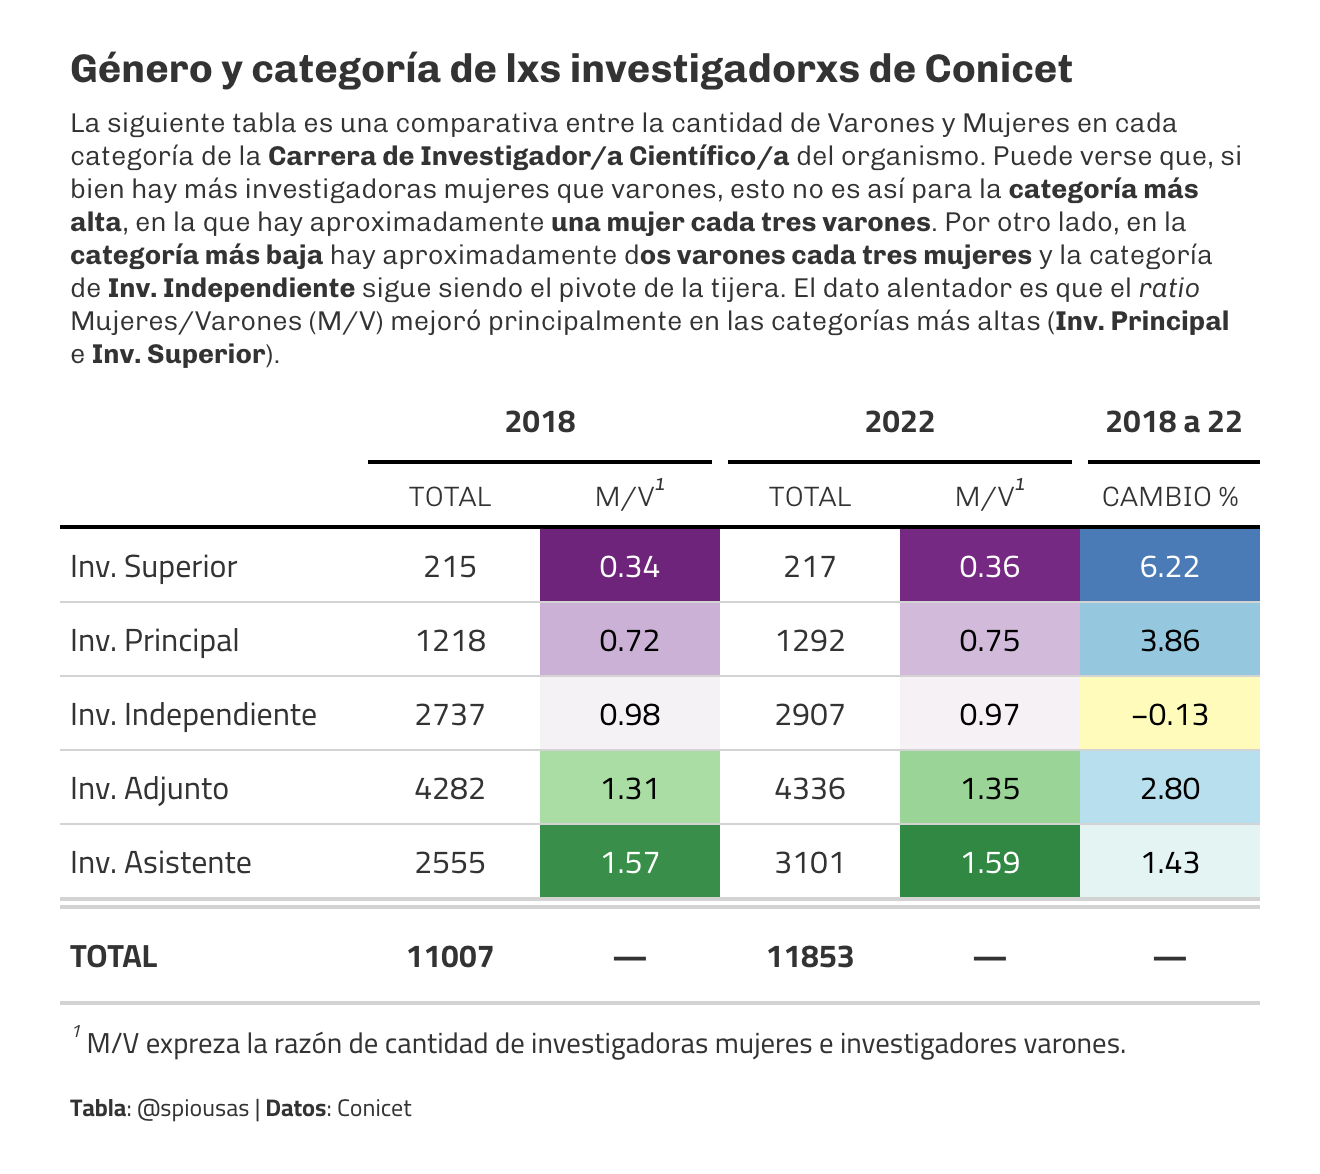 Género y categoría de lxs investigadorxs de Conicet
La siguiente tabla es una comparativa entre la cantidad de Varones y Mujeres en cada
categoría de la Carrera de Investigador/a Científico/a del organismo. Puede verse que, si
bien hay más investigadoras mujeres que varones, esto no es así para la categoría más
alta, en la que hay aproximadamente una mujer cada tres varones. Por otro lado, en la
categoría más baja hay aproximadamente dos varones cada tres mujeres y la categoría
de Inv. Independiente sigue siendo el pivote de la tijera. El dato alentador es que el ratio
Mujeres/Varones (M/V) mejoró principalmente en las categorías más altas (Inv. Principal
e Inv. Superior).
2018 2022 2018 a 22
TOTAL M/V1 TOTAL M/V1 CAMBIO %
Inv. Superior 215 0.34 217 0.36 6.22
Inv. Principal 1218 0.72 1292 0.75 3.86
Inv. Independiente 2737 0.98 2907 0.97 −0.13
Inv. Adjunto 4282 1.31 4336 1.35 2.80
Inv. Asistente 2555 1.57 3101 1.59 1.43
TOTAL 11007 — 11853 — —
1 M/V expreza la razón de cantidad de investigadoras mujeres e investigadores varones.
Tabla: @spiousas | Datos: Conicet